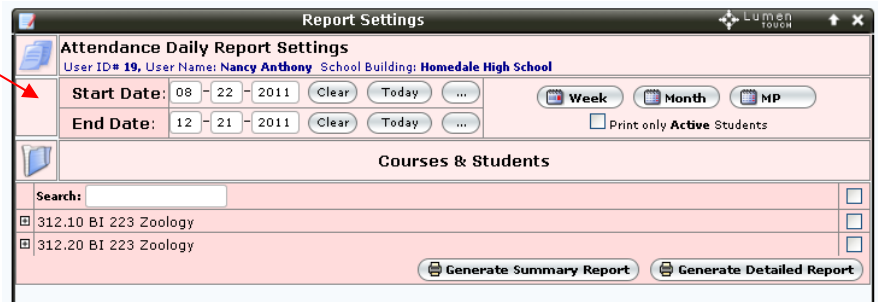 Report Settings
Lumen TOUCH
Attendance Daily Report Settings
User ID# 19, User Name: Nancy Anthony School Building: Homedale High School
Start Date: 08 - 22 - 2011 Clear Today ... Week Month MP
End Date: 12 - 21 - 2011 Clear Today ... Print only Active Students
Courses & Students
Search:
312.10 BI 223 Zoology
312.20 BI 223 Zoology
Generate Summary Report Generate Detailed Report